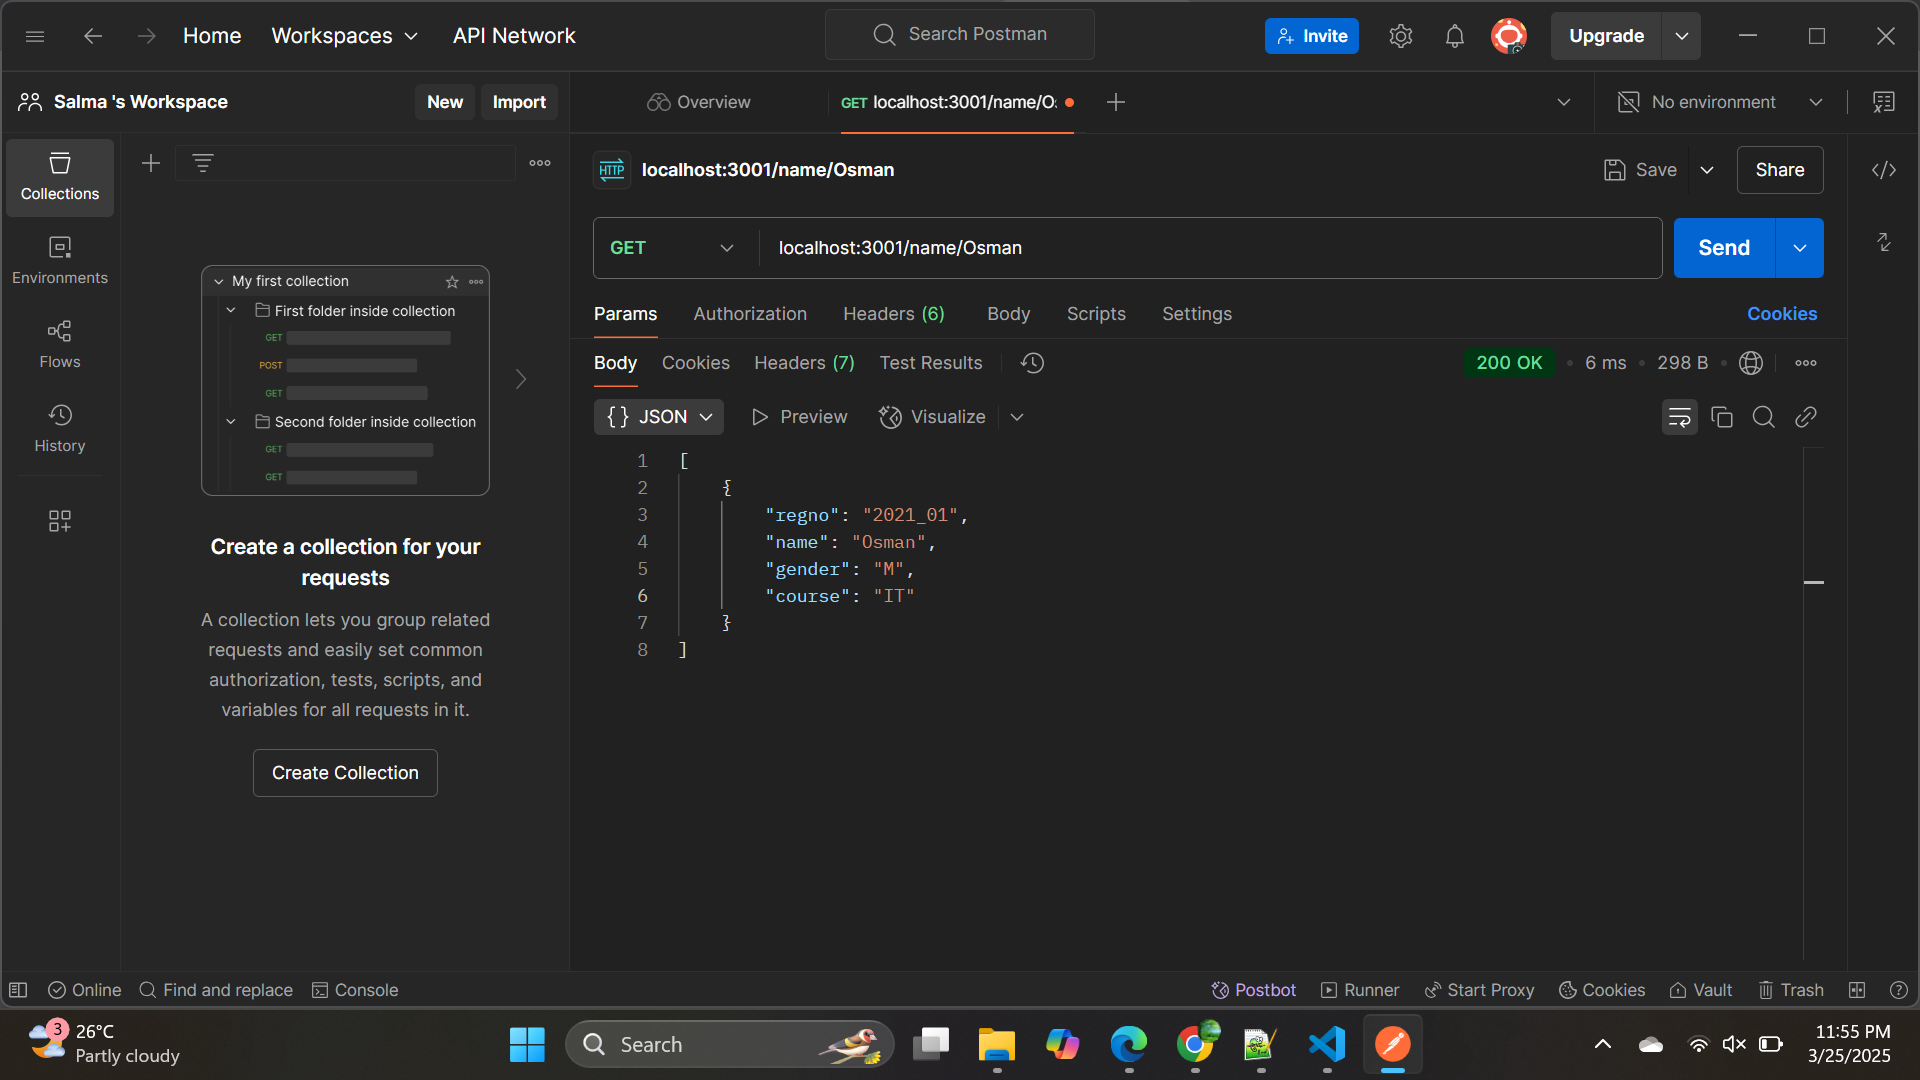 Home Workspaces API Network
Search Postman
Invite
Upgrade
Salma 's Workspace
New Import
Overview
GET localhost:3001/name/Os
No environment
Collections
Environments
Flows
History
My first collection
First folder inside collection
GET
POST
GET
Second folder inside collection
GET
GET
Create a collection for your
requests
A collection lets you group related
requests and easily set common
authorization, tests, scripts, and
variables for all requests in it.
Create Collection
HTTP localhost:3001/name/Osman
Save Share
GET localhost:3001/name/Osman
Send
Params Authorization Headers (6) Body Scripts Settings Cookies
Body Cookies Headers (7) Test Results
200 OK • 6 ms • 298 B
{} JSON Preview Visualize
1 [
2 {
3 "regno": "2021_01",
4 "name": "Osman",
5 "gender": "M",
6 "course": "IT"
7 }
8 ]
Online Find and replace Console
Postbot Runner Start Proxy Cookies Vault Trash
3
26°C
Partly cloudy
Search
11:55 PM
3/25/2025